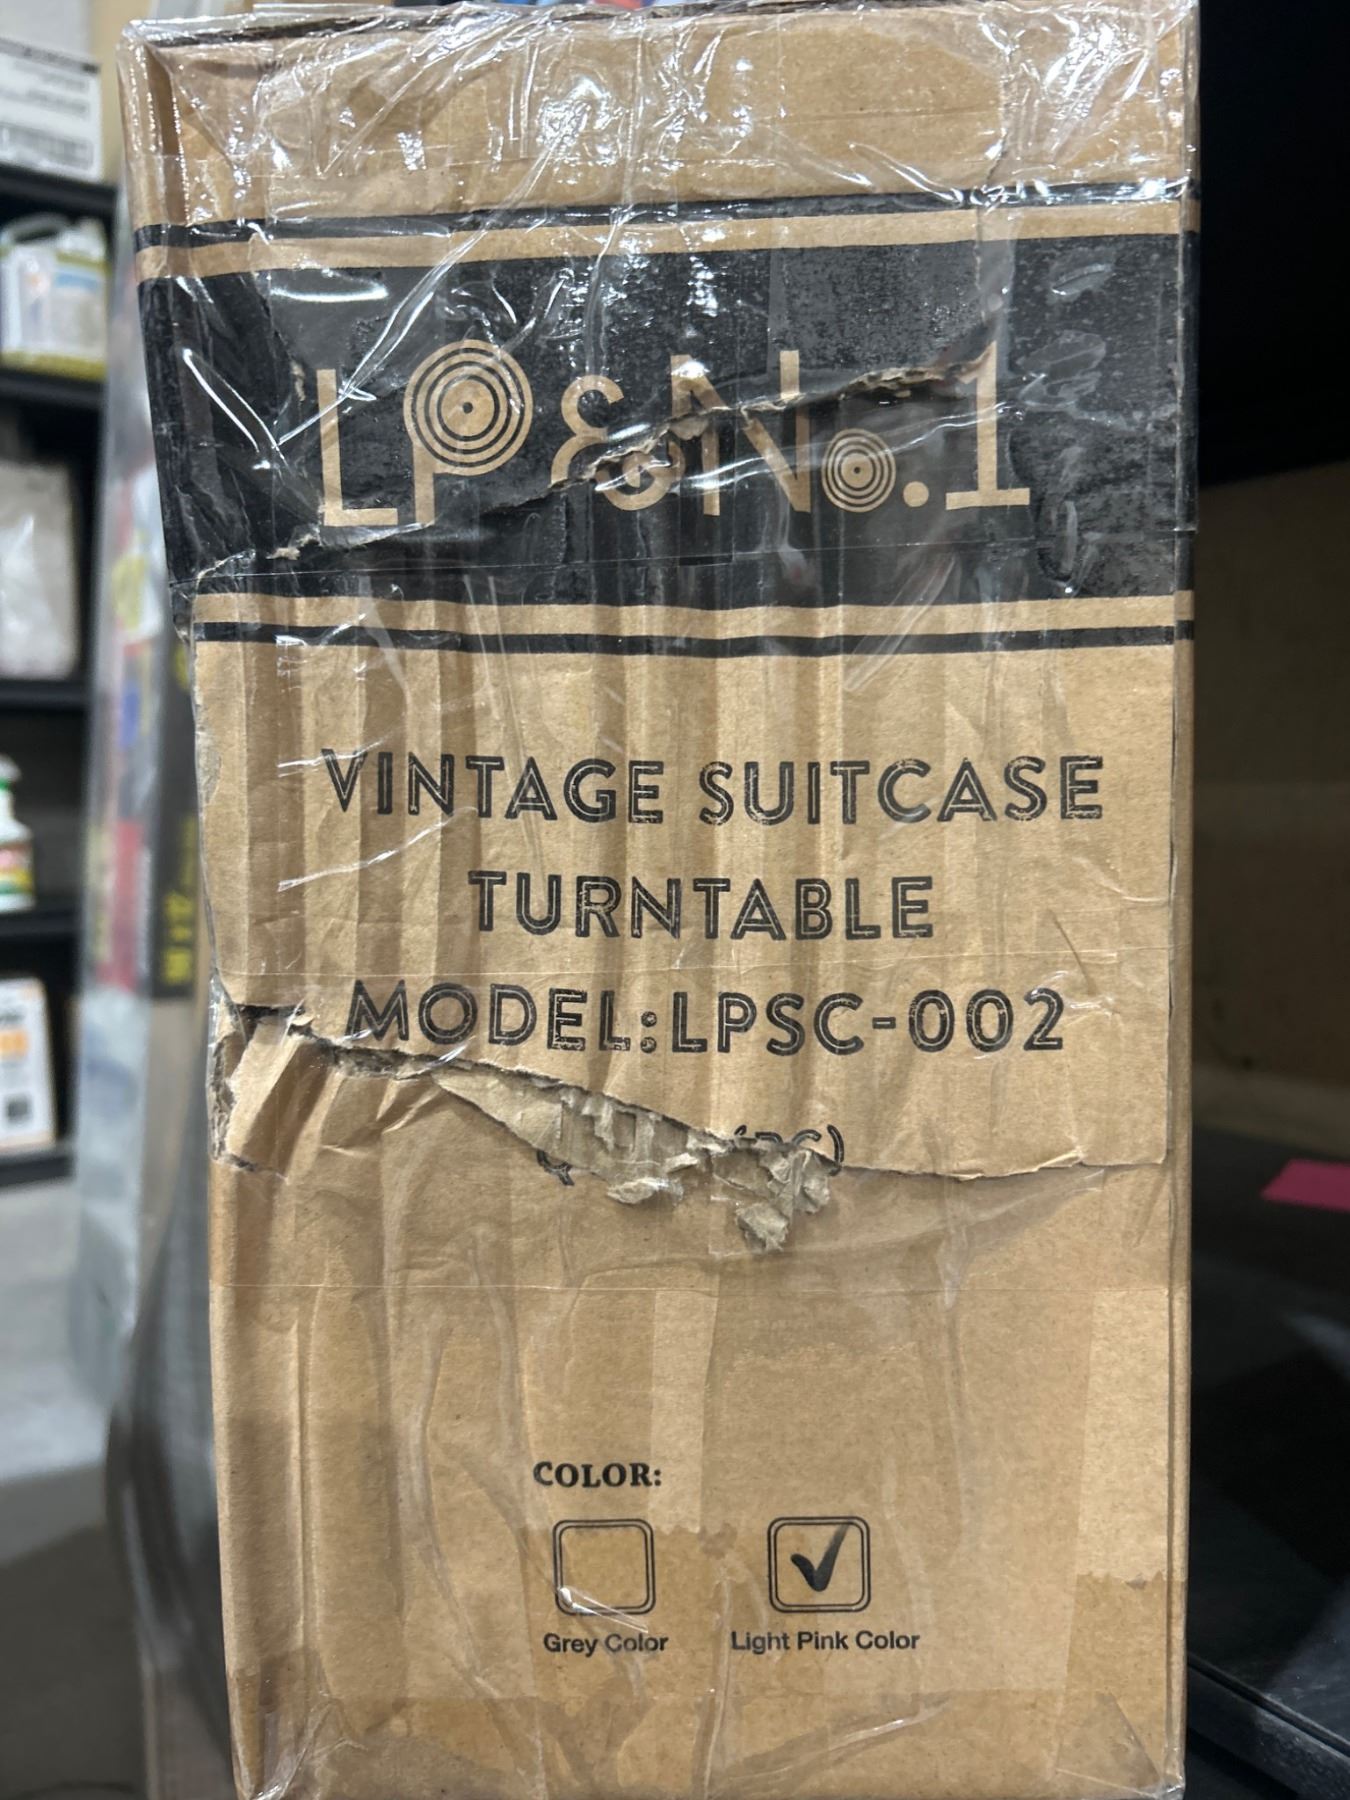 LP&No.1
VINTAGE SUITCASE
TURNTABLE
MODEL:LPSC-002
COLOR:
Grey Color
Light Pink Color